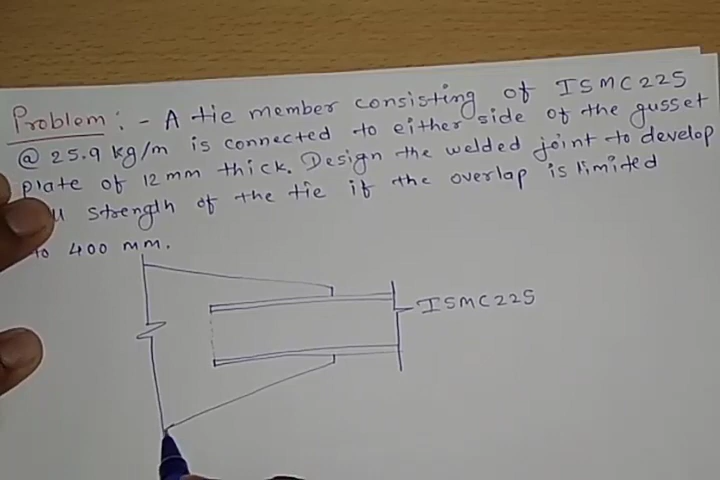 Problem :- A tie member consisting of ISMC225
@ 25.9 kg/m is connected to either side of the gusset
plate of 12mm thick. Design the welded joint to develop
strength of the tie if the overlap is limited
to 400 mm.
ISMC225